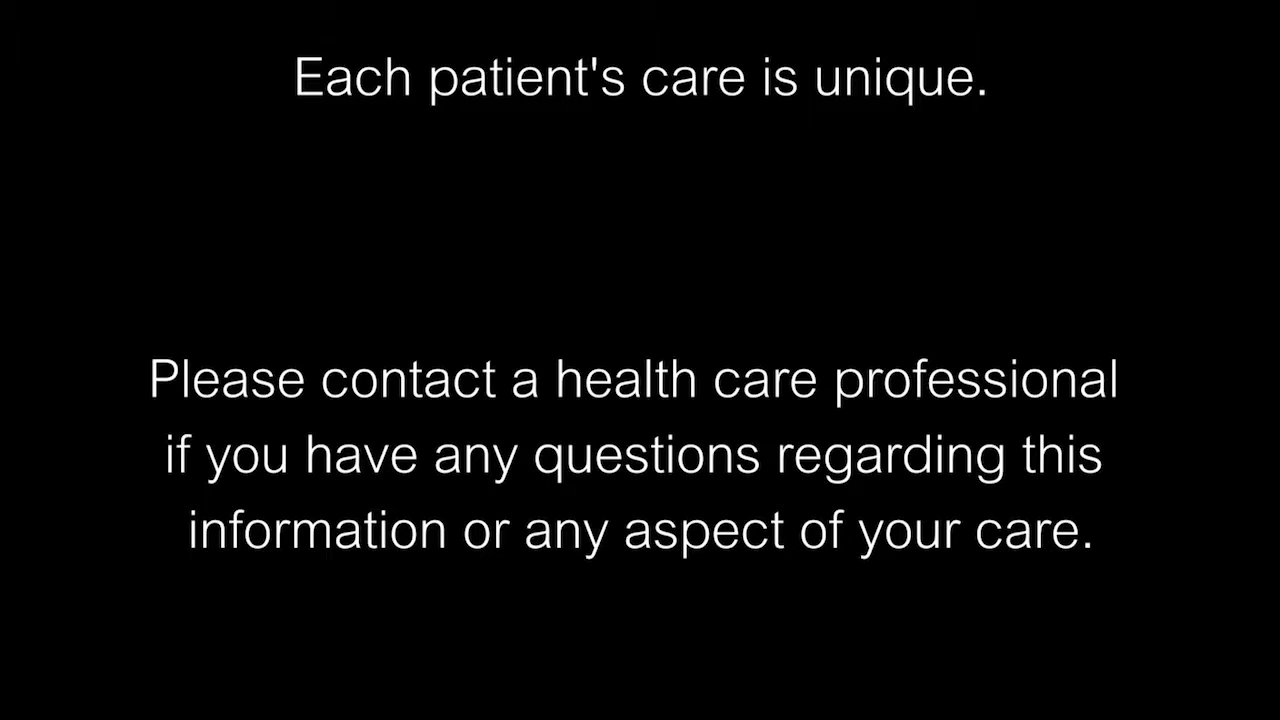 Each patient's care is unique.
Please contact a health care professional
if you have any questions regarding this
information or any aspect of your care.